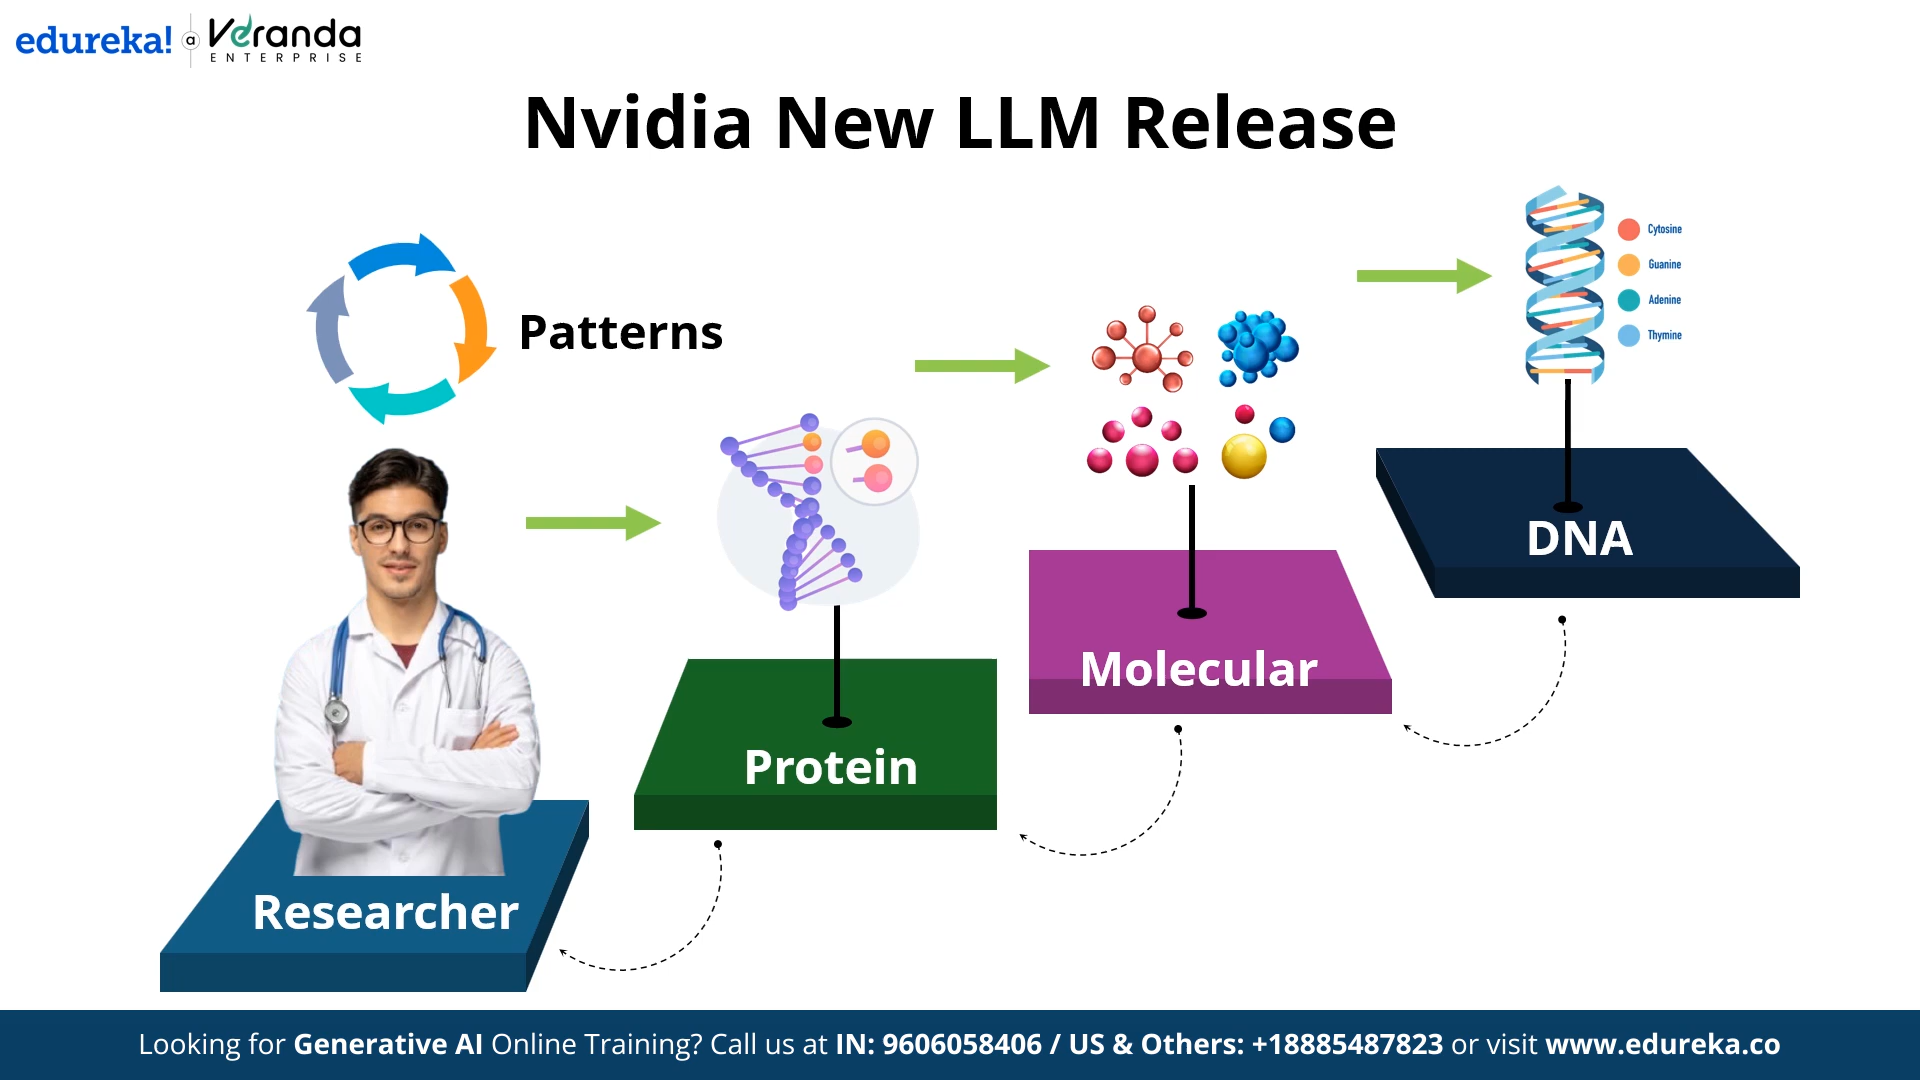 edureka! a Veranda
ENTERPRISE
Nvidia New LLM Release
Patterns
Cytosine
Guanine
Adenine
Thymine
DNA
Molecular
Protein
Researcher
Looking for Generative AI Online Training? Call us at IN: 9606058406 / US & Others: +18885487823 or visit www.edureka.co